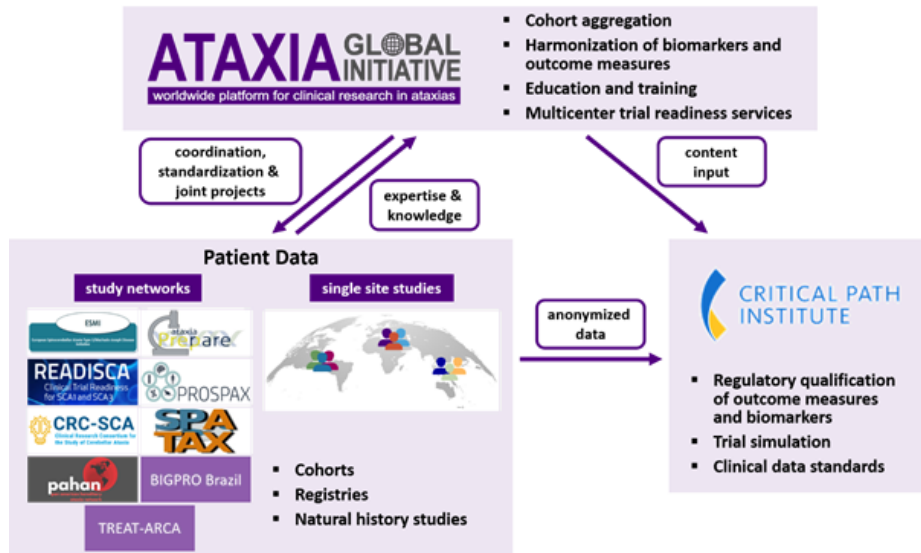 ATAXIA GLOBAL INITIATIVE
worldwide platform for clinical research in ataxias
▪ Cohort aggregation
▪ Harmonization of biomarkers and
outcome measures
▪ Education and training
▪ Multicenter trial readiness services
coordination,
standardization &
joint projects
expertise &
knowledge
content
input
Patient Data
study networks
single site studies
ESMI
ataxia
Prepare
READISCA
Clinical Trial Readiness
for SCA1 and SCA3
PROSPAX
CRC-SCA
Clinical Research Consortium for
the Study of Cerebellar Ataxia
SPA
TAX
pahan
BIGPRO Brazil
TREAT-ARCA
▪ Cohorts
▪ Registries
▪ Natural history studies
anonymized
data
CRITICAL PATH
INSTITUTE
▪ Regulatory qualification
of outcome measures
and biomarkers
▪ Trial simulation
▪ Clinical data standards